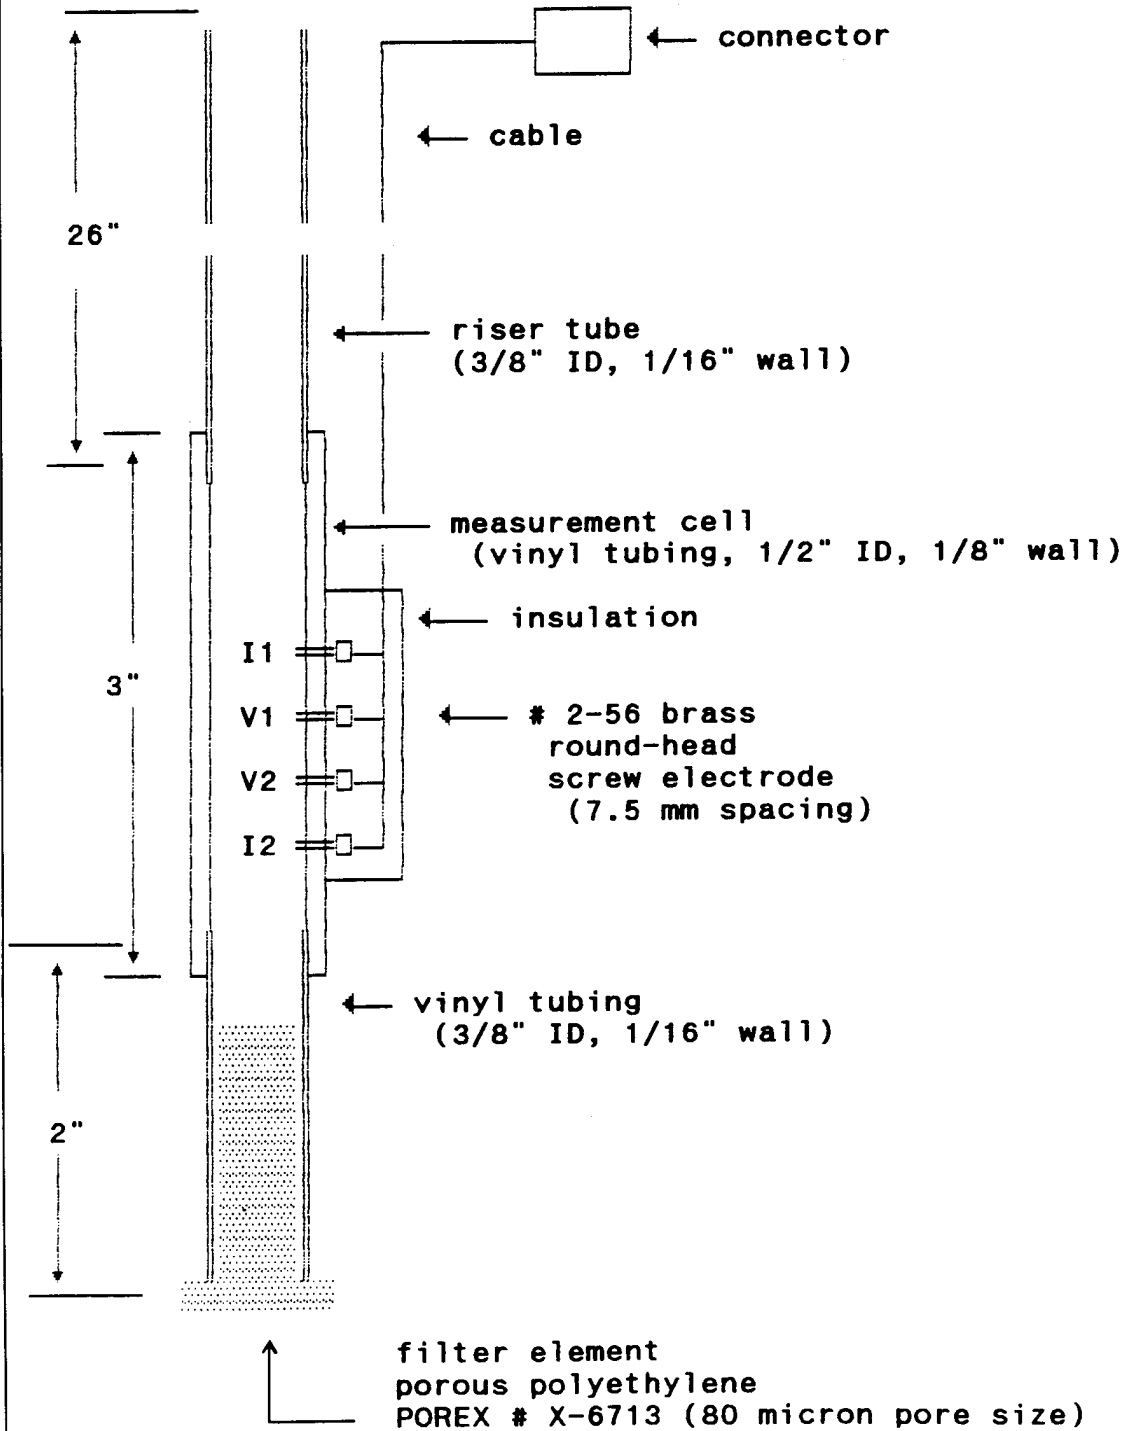 connector
cable
26"
riser tube
(3/8" ID, 1/16" wall)
measurement cell
(vinyl tubing, 1/2" ID, 1/8" wall)
insulation
I1
3"
V1
# 2-56 brass
round-head
V2
screw electrode
(7.5 mm spacing)
I2
vinyl tubing
(3/8" ID, 1/16" wall)
2"
filter element
porous polyethylene
POREX # X-6713 (80 micron pore size)